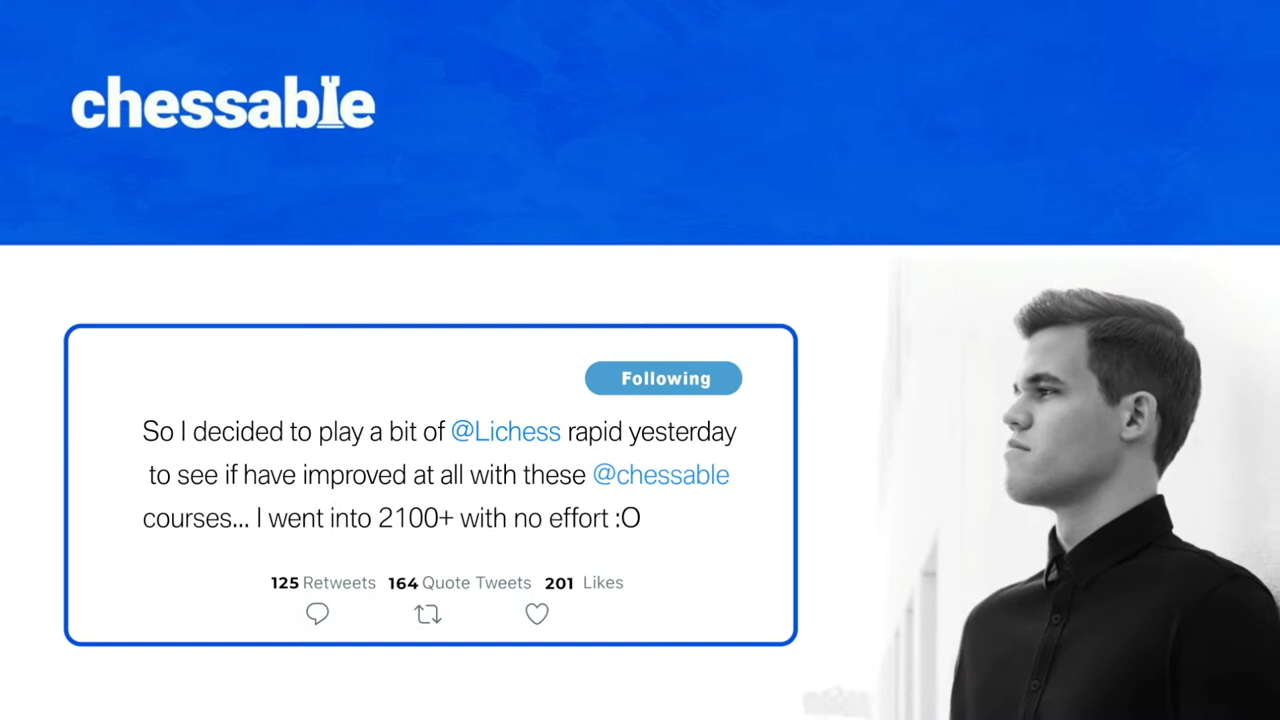 chessable
Following
So I decided to play a bit of @Lichess rapid yesterday
to see if have improved at all with these @chessable
courses... I went into 2100+ with no effort :O
125 Retweets 164 Quote Tweets 201 Likes